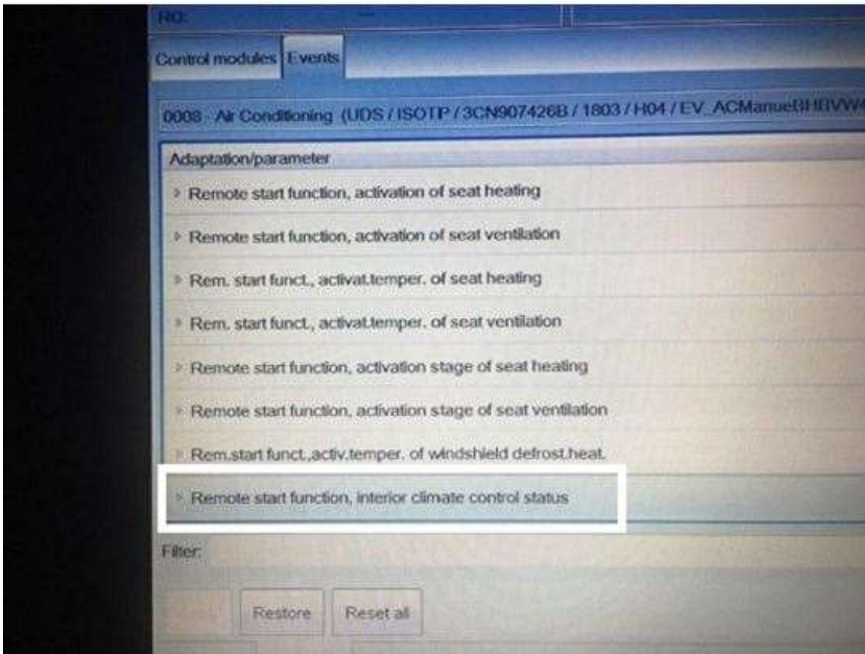 RO:
Control modules Events
0008 - Air Conditioning (UDS / ISOTP / 3CN907426B / 1803 / H04 /
Adaptation/parameter
Remote start function, activation of seat heating
Remote start function, activation of seat ventilation
Rem. start funct., activat.temper. of seat heating
Rem. start funct., activat.temper. of seat ventilation
Remote start function, activation stage of seat heating
Remote start function, activation stage of seat ventilation
Rem.start funct.,activ.temper. of windshield defrost.heat.
Remote start function, interior climate control status
Filter:
Restore Reset all